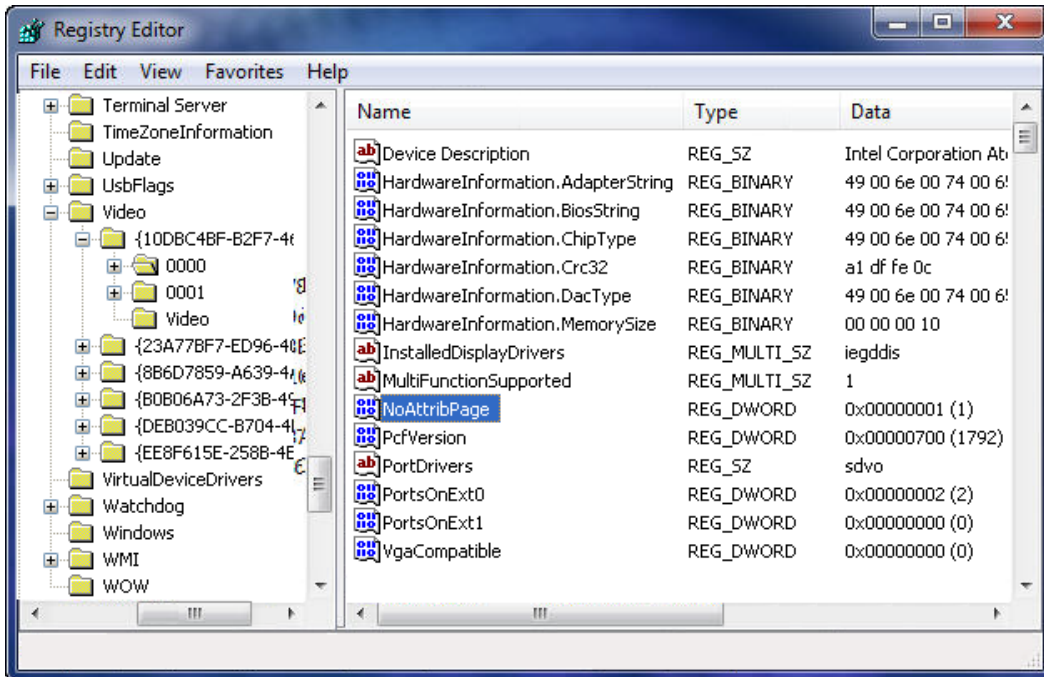 Registry Editor
File Edit View Favorites Help
Terminal Server
TimeZoneInformation
Update
UsbFlags
Video
{10DBC4BF-B2F7-4
0000
0001
Video
{23A77BF7-ED96-4
{8B6D7859-A639-4
{B0B06A73-2F3B-4
{DEB039CC-B704-4
{EE8F615E-258B-4E
VirtualDeviceDrivers
Watchdog
Windows
WMI
WOW
Name Type Data
Device Description REG_SZ Intel Corporation At
HardwareInformation.AdapterString REG_BINARY 49 00 6e 00 74 00 6
HardwareInformation.BiosString REG_BINARY 49 00 6e 00 74 00 6
HardwareInformation.ChipType REG_BINARY 49 00 6e 00 74 00 6
HardwareInformation.Crc32 REG_BINARY a1 df fe 0c
HardwareInformation.DacType REG_BINARY 49 00 6e 00 74 00 6
HardwareInformation.MemorySize REG_BINARY 00 00 00 10
InstalledDisplayDrivers REG_MULTI_SZ iegddis
MultiFunctionSupported REG_MULTI_SZ 1
NoAttribPage REG_DWORD 0x00000001 (1)
PcfVersion REG_DWORD 0x00000700 (1792)
PortDrivers REG_SZ sdvo
PortsOnExt0 REG_DWORD 0x00000002 (2)
PortsOnExt1 REG_DWORD 0x00000000 (0)
VgaCompatible REG_DWORD 0x00000000 (0)